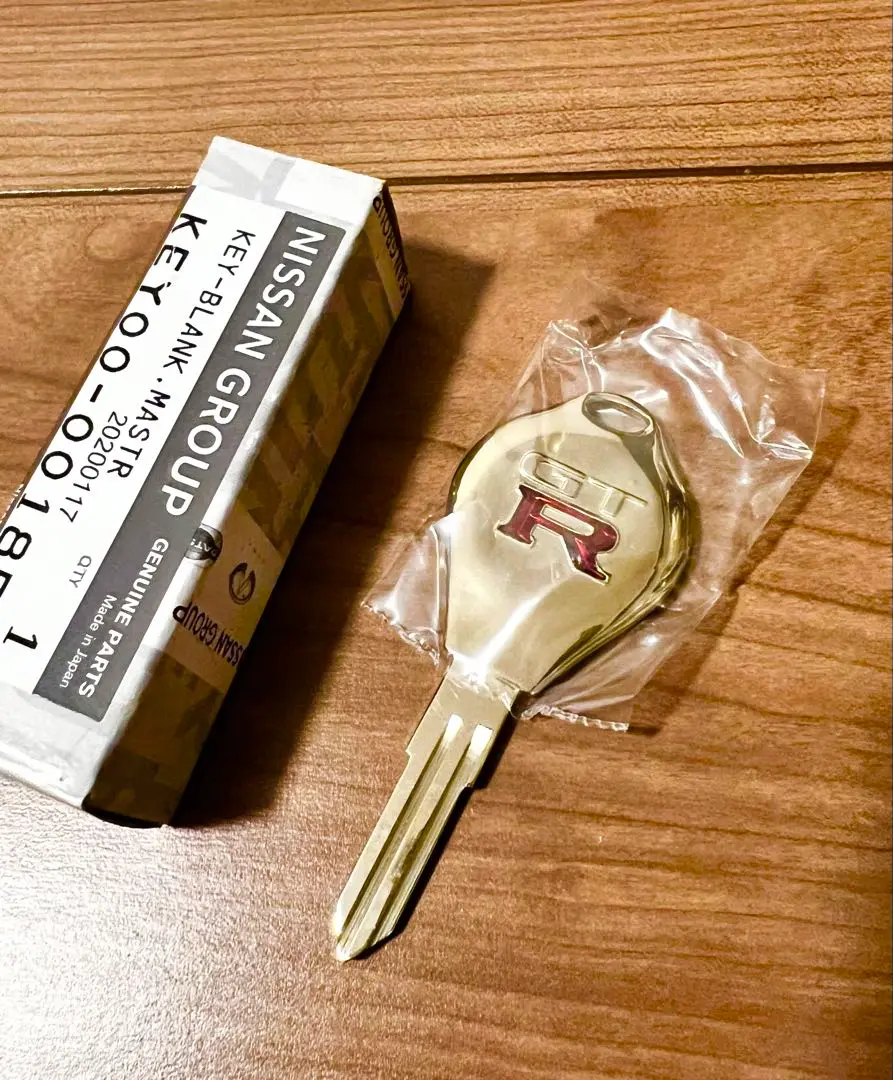 NISSAN GROUP GENUINE PARTS
Made in Japan
KEY-BLANK, MASTR
20200117
QTY
KEY00-00185 1
NISSAN GROUP
GT
R